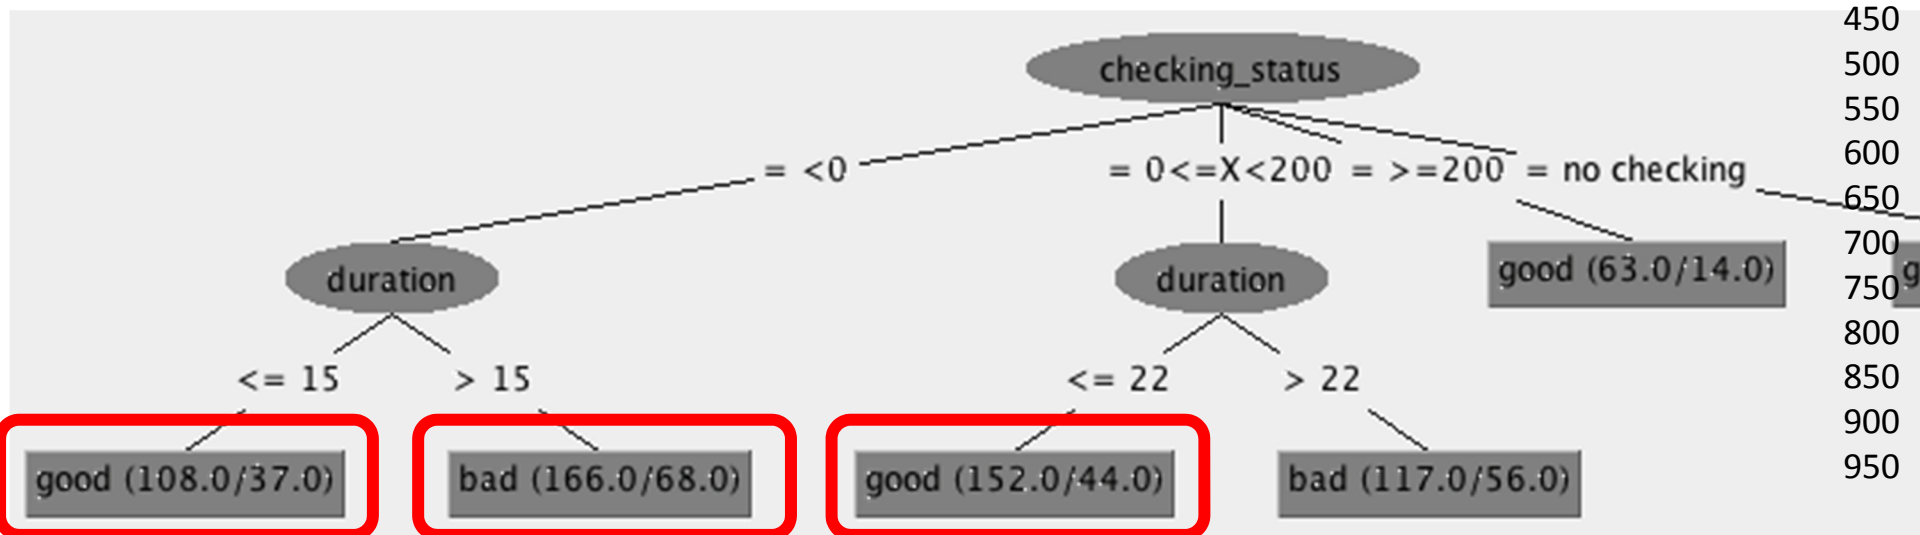 checking_status
= <0
= 0<=X<200
= >=200
= no checking
duration
duration
good (63.0/14.0)
g
<= 15
> 15
<= 22
> 22
good (108.0/37.0)
bad (166.0/68.0)
good (152.0/44.0)
bad (117.0/56.0)
450
500
550
600
650
700
750
800
850
900
950